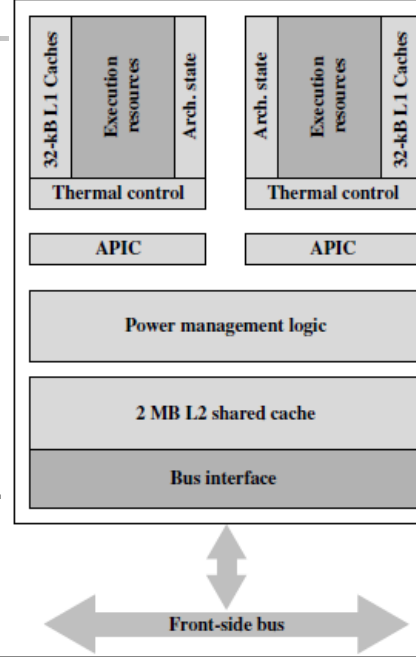 32-kB L1 Caches
Execution
resources
Arch. state
Arch. state
Execution
resources
32-kB L1 Caches
Thermal control
Thermal control
APIC
APIC
Power management logic
2 MB L2 shared cache
Bus interface
Front-side bus